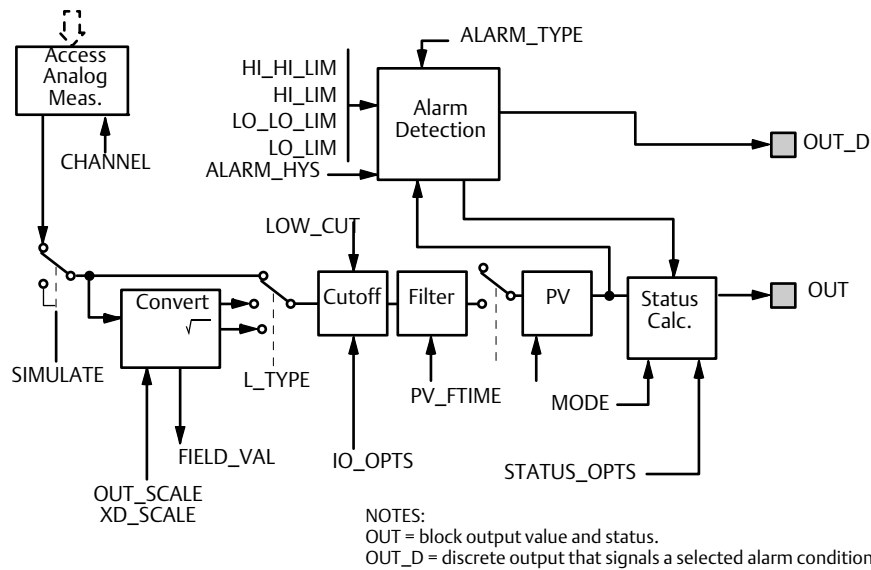 Access
Analog
Meas.
CHANNEL
ALARM_TYPE
HI_HI_LIM
HI_LIM
LO_LO_LIM
LO_LIM
ALARM_HYS
Alarm
Detection
OUT_D
LOW_CUT
Convert
√
Cutoff
Filter
PV
Status
Calc.
OUT
SIMULATE
L_TYPE
PV_FTIME
MODE
FIELD_VAL
IO_OPTS
STATUS_OPTS
OUT_SCALE
XD_SCALE
NOTES:
OUT = block output value and status.
OUT_D = discrete output that signals a selected alarm condition